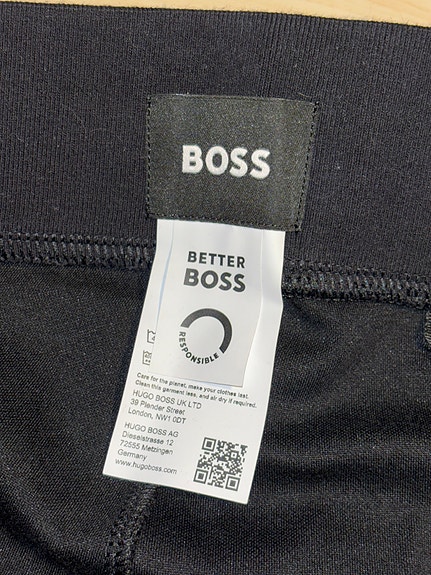 BOSS
BETTER
BOSS
RESPONSIBLE
Care for the planet, make your clothes last.
Clean this garment less, and air dry if required.
HUGO BOSS UK LTD
39 Plender Street
London, NW1 0DT
HUGO BOSS AG
Dieselstrasse 12
72555 Metzingen
Germany
www.hugoboss.com